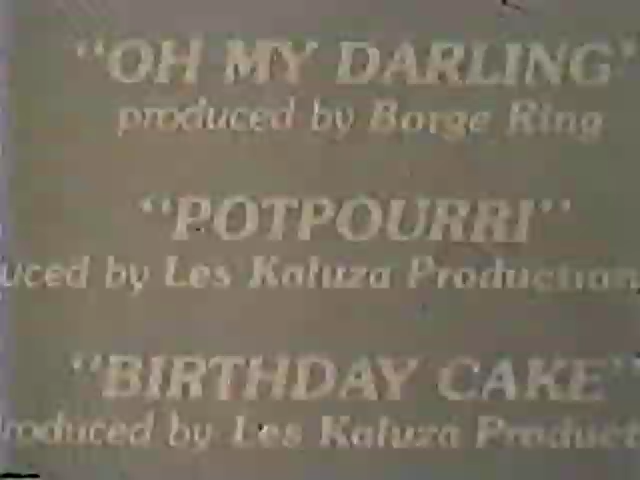 "OH MY DARLING"
produced by Borge Ring
"POTPOURRI"
uced by Les Kaluza Production
"BIRTHDAY CAKE"
roduced by Les Kaluza Product